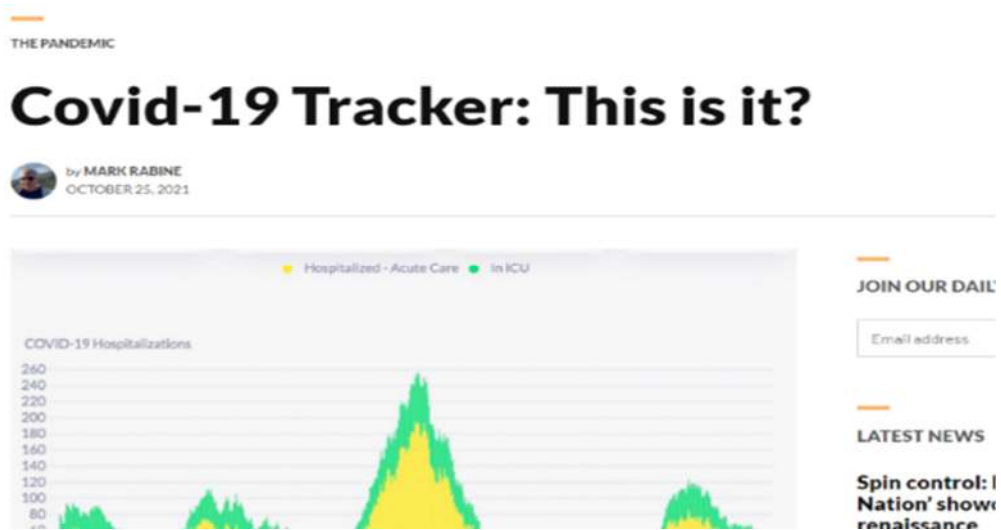 THE PANDEMIC
Covid-19 Tracker: This is it?
by MARK RABINE
OCTOBER 25, 2021
Hospitalized - Acute Care In ICU
COVID-19 Hospitalizations
260
240
220
200
180
160
140
120
100
80
JOIN OUR DAIL
Email address
LATEST NEWS
Spin control:
Nation' show
renaissance